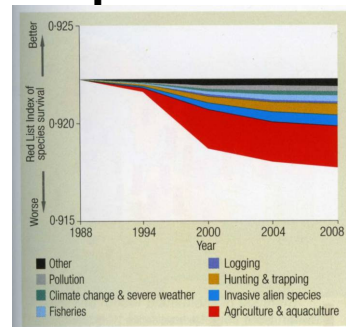 Better
Red List Index of
species survival
Worse
0·925
0·920
0·915
1988
1994
2000
2004
2008
Year
Other
Pollution
Climate change & severe weather
Fisheries
Logging
Hunting & trapping
Invasive alien species
Agriculture & aquaculture